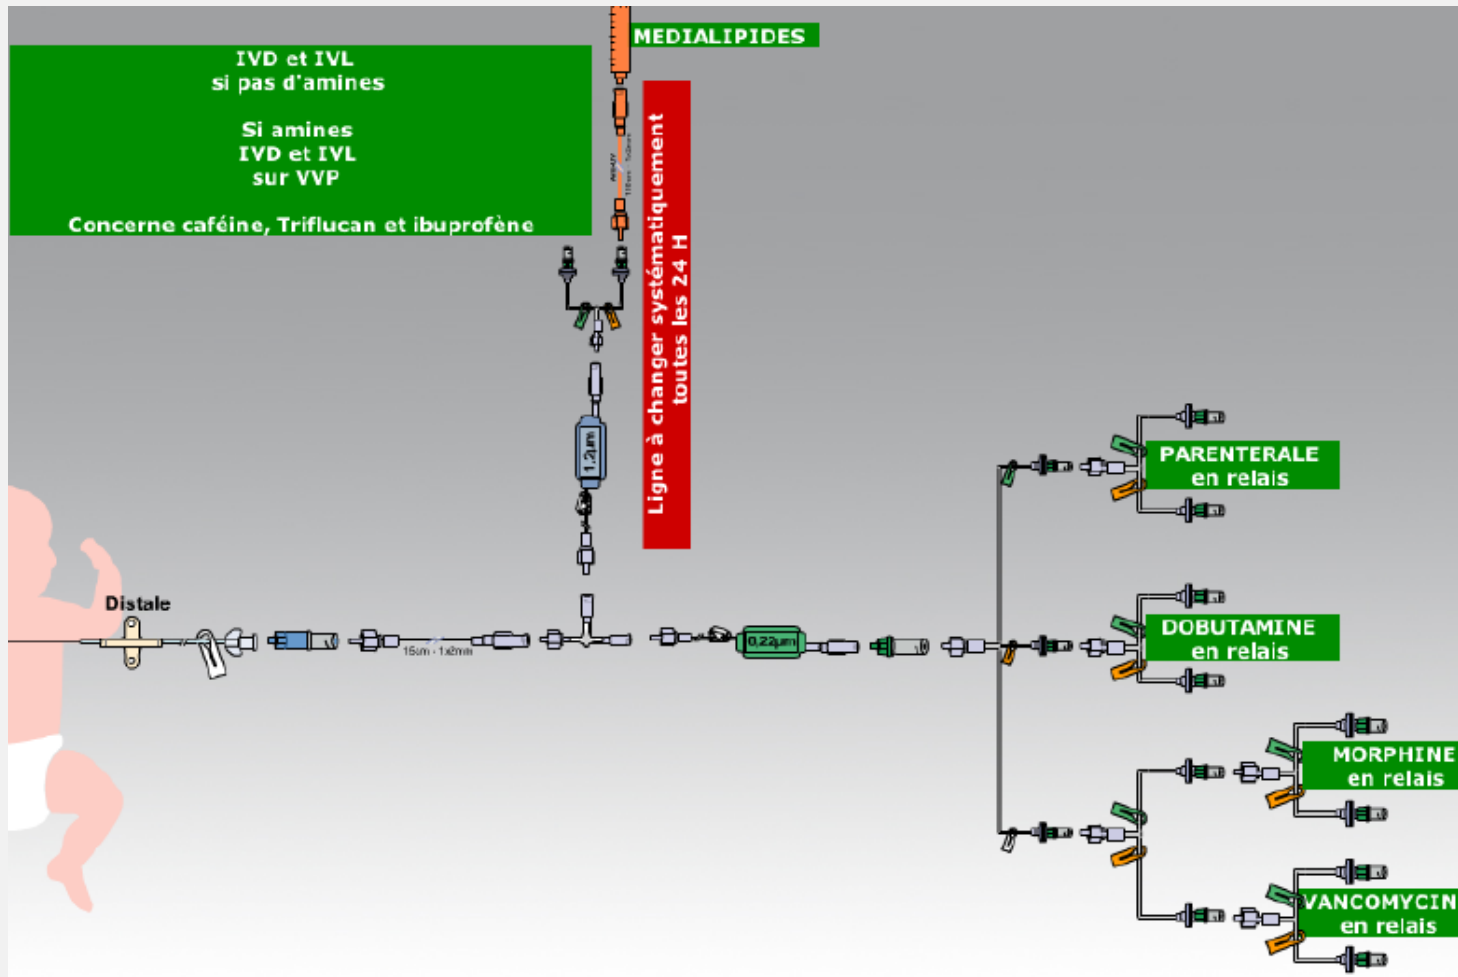 MEDIALIPIDES
IVD et IVL
si pas d'amines
Si amines
IVD et IVL
sur VVP
Concerne caféine, Triflucan et ibuprofène
Ligne à changer systématiquement
toutes les 24 H
1,2µm
PARENTERALE
en relais
Distale
15cm - 1x2mm
0,22µm
DOBUTAMINE
en relais
MORPHINE
en relais
VANCOMYCIN
en relais